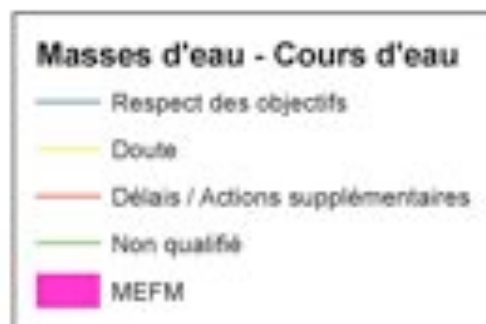 Masses d'eau - Cours d'eau
Respect des objectifs
Doute
Délais / Actions supplémentaires
Non qualifié
MEFM